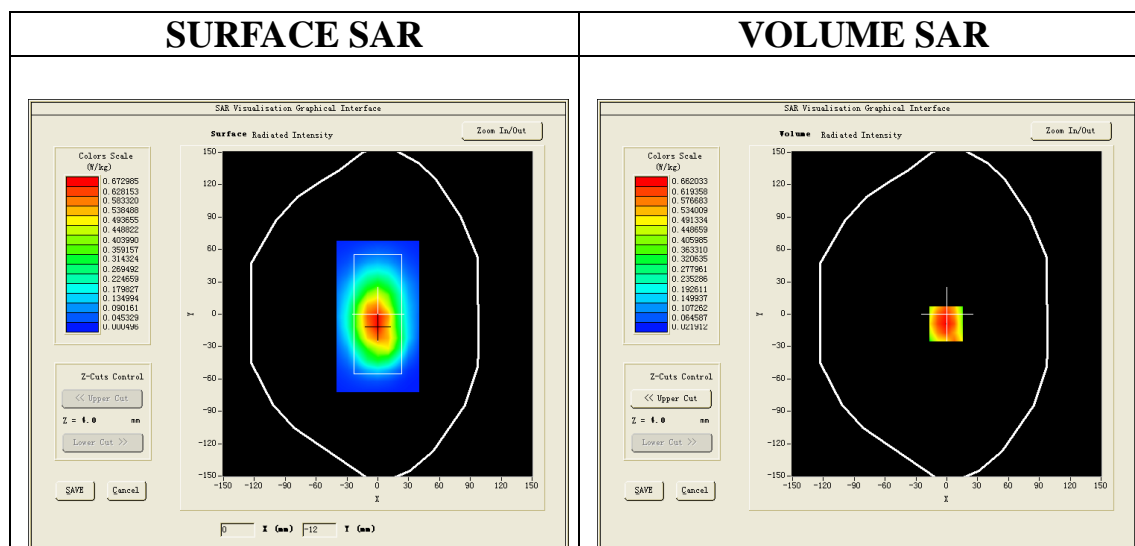 SURFACE SAR
VOLUME SAR
SAR Visualisation Graphical Interface
Surface Radiated Intensity
Zoom In/Out
Colors Scale
(W/kg)
0.672985
0.628153
0.583320
0.538488
0.493655
0.448822
0.403990
0.359157
0.314324
0.269492
0.224659
0.179827
0.134994
0.090161
0.045329
0.000496
Z-Cuts Control
<< Upper Cut
Z = 4.0 mm
Lower Cut >>
SAVE
Cancel
150
120
90
60
30
0
-30
-60
-90
-120
-150
Y
-150 -120 -90 -60 -30 0 30 60 90 120 150
X
0 X (mm) -12 Y (mm)
SAR Visualisation Graphical Interface
Volume Radiated Intensity
Zoom In/Out
Colors Scale
(W/kg)
0.662033
0.619358
0.576683
0.534009
0.491334
0.448659
0.405985
0.363310
0.320635
0.277961
0.235286
0.192611
0.149937
0.107262
0.064587
0.021912
Z-Cuts Control
<< Upper Cut
Z = 4.0 mm
Lower Cut >>
SAVE
Cancel
150
120
90
60
30
0
-30
-60
-90
-120
-150
Y
-150 -120 -90 -60 -30 0 30 60 90 120 150
X